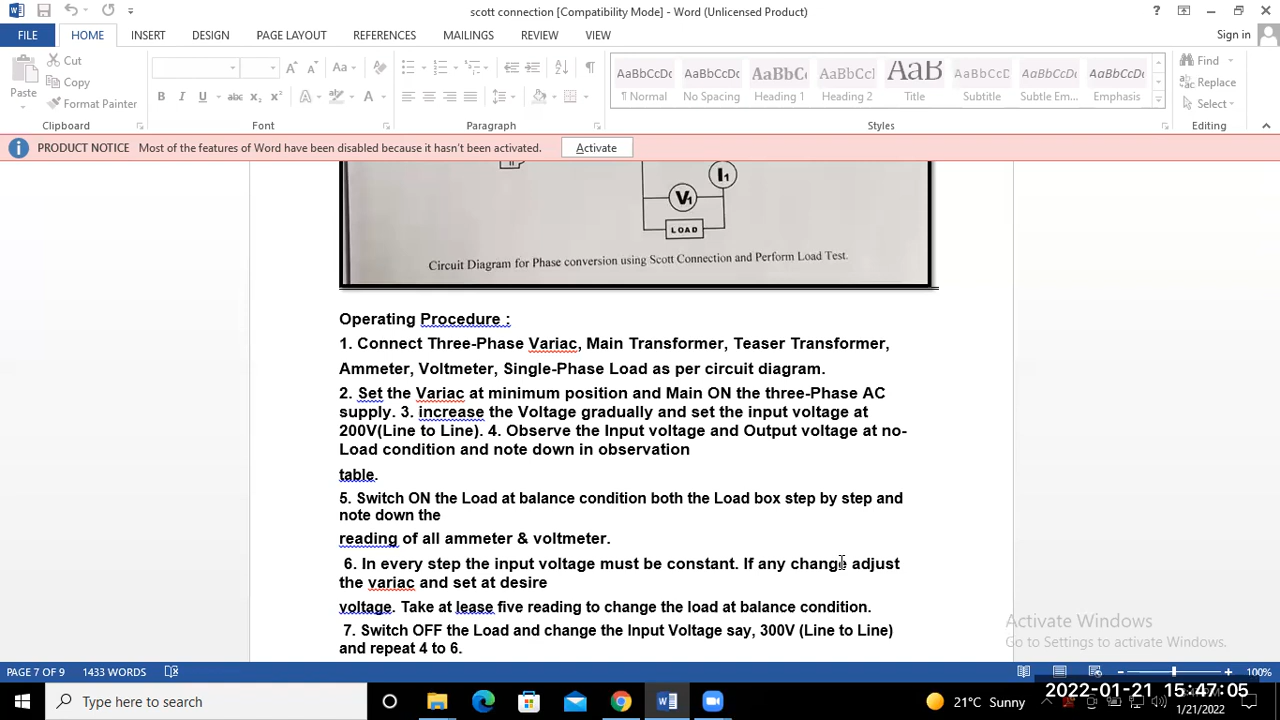 scott connection [Compatibility Mode] - Word (Unlicensed Product)
FILE HOME INSERT DESIGN PAGE LAYOUT REFERENCES MAILINGS REVIEW VIEW Sign in
Paste
Cut
Copy
Format Painter
Clipboard
Font
Paragraph
AaBbCcDc AaBbCcDc AaBbCc AaBbCcI AaB AaBbCcDd AaBbCcDd AaBbCcDd
¶ Normal No Spacing Heading 1 Heading 2 Title Subtitle Subtle Em... Emphasis
Styles
Find
Replace
Select
Editing
PRODUCT NOTICE Most of the features of Word have been disabled because it hasn't been activated. Activate
I1
V1
LOAD
Circuit Diagram for Phase conversion using Scott Connection and Perform Load Test.
Operating Procedure :
1. Connect Three-Phase Variac, Main Transformer, Teaser Transformer,
Ammeter, Voltmeter, Single-Phase Load as per circuit diagram.
2. Set the Variac at minimum position and Main ON the three-Phase AC
supply. 3. increase the Voltage gradually and set the input voltage at
200V(Line to Line). 4. Observe the Input voltage and Output voltage at no-
Load condition and note down in observation
table.
5. Switch ON the Load at balance condition both the Load box step by step and
note down the
reading of all ammeter & voltmeter.
6. In every step the input voltage must be constant. If any change adjust
the variac and set at desire
voltage. Take at lease five reading to change the load at balance condition.
7. Switch OFF the Load and change the Input Voltage say, 300V (Line to Line)
and repeat 4 to 6.
Activate Windows
Go to Settings to activate Windows.
PAGE 7 OF 9 1433 WORDS 100%
Type here to search
21°C Sunny
2022-01-21 15:47:05
1/21/2022